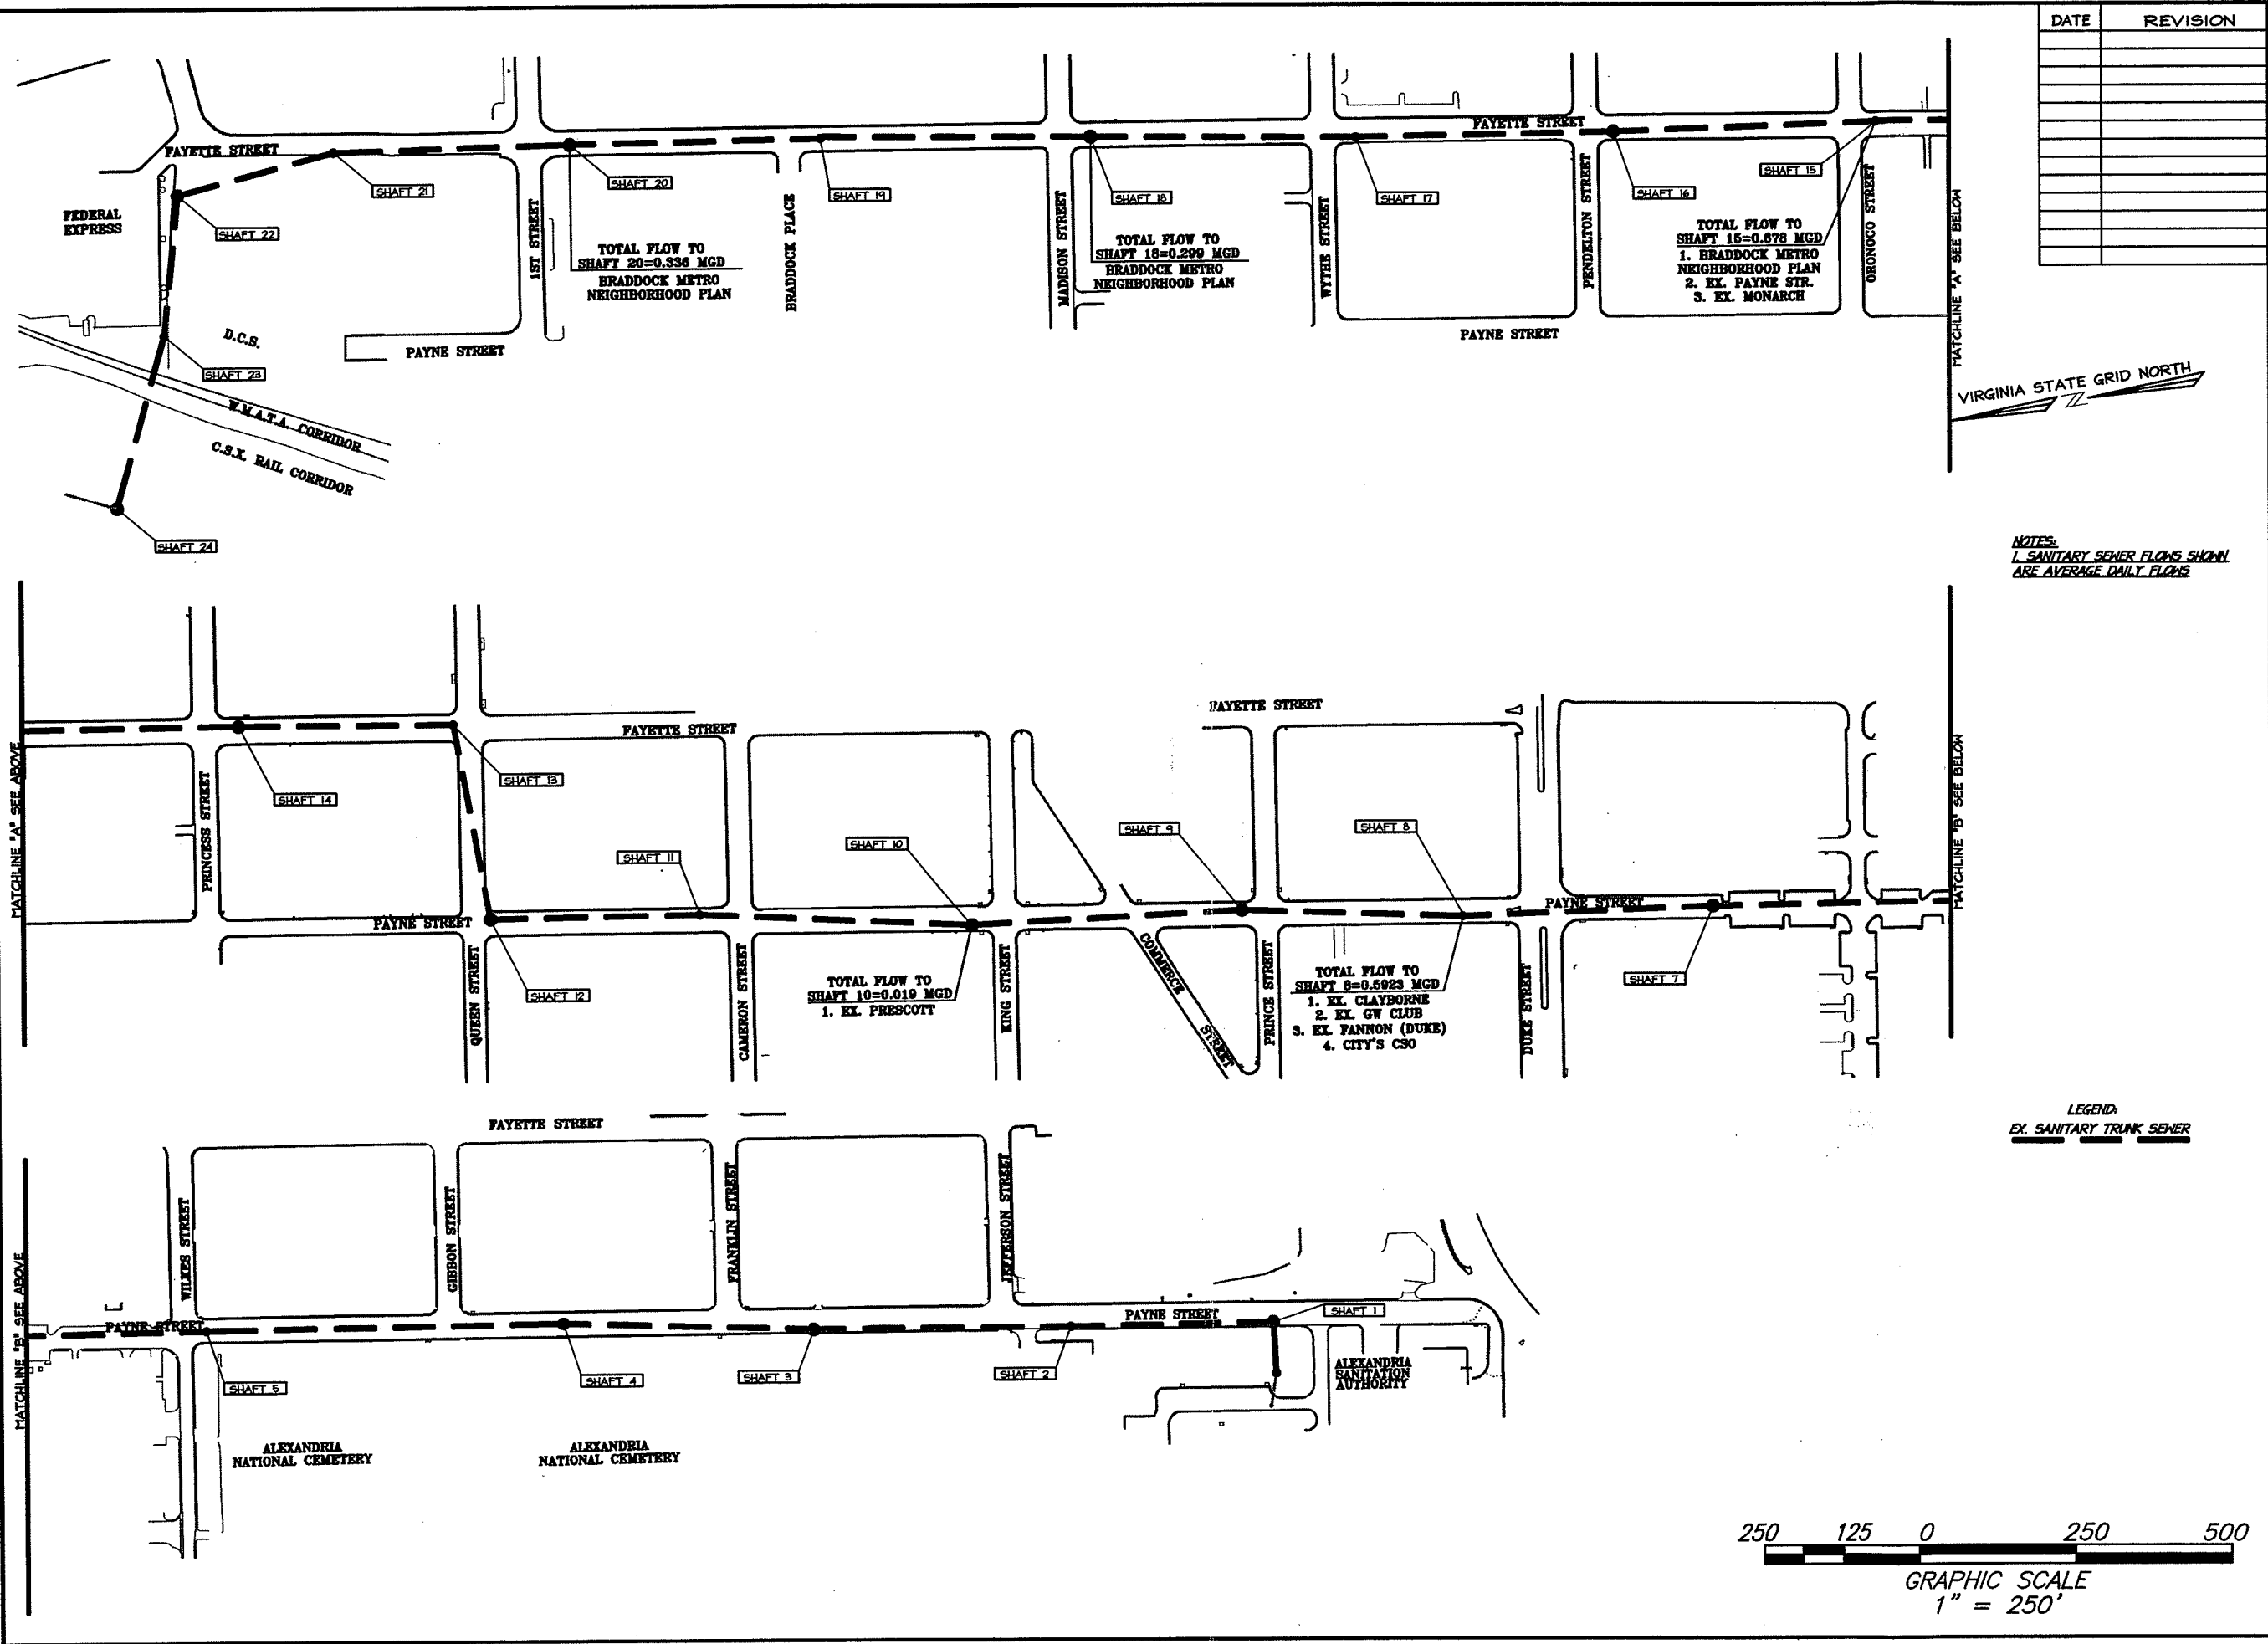 DATE REVISION
FAYETTE STREET
FAYETTE STREET
SHAFT 21
SHAFT 20
SHAFT 19
SHAFT 18
SHAFT 17
SHAFT 16
SHAFT 15
SHAFT 22
SHAFT 23
SHAFT 24
FEDERAL
EXPRESS
D.C.S.
W.M.A.T.A. CORRIDOR
C.S.X. RAIL CORRIDOR
PAYNE STREET
1ST STREET
TOTAL FLOW TO
SHAFT 20=0.336 MGD
BRADDOCK METRO
NEIGHBORHOOD PLAN
BRADDOCK PLACE
MADISON STREET
TOTAL FLOW TO
SHAFT 18=0.299 MGD
BRADDOCK METRO
NEIGHBORHOOD PLAN
WYTHE STREET
PAYNE STREET
PENDELTON STREET
TOTAL FLOW TO
SHAFT 15=0.678 MGD
1. BRADDOCK METRO
NEIGHBORHOOD PLAN
2. EX. PAYNE STR.
3. EX. MONARCH
ORONOCO STREET
MATCHLINE "A" SEE BELOW
VIRGINIA STATE GRID NORTH
NOTES:
1. SANITARY SEWER FLOWS SHOWN
ARE AVERAGE DAILY FLOWS
MATCHLINE "A" SEE ABOVE
PRINCESS STREET
SHAFT 14
SHAFT 13
FAYETTE STREET
FAYETTE STREET
SHAFT 11
SHAFT 10
SHAFT 9
SHAFT 8
PAYNE STREET
PAYNE STREET
QUEEN STREET
SHAFT 12
CAMERON STREET
TOTAL FLOW TO
SHAFT 10=0.019 MGD
1. EX. PRESCOTT
KING STREET
COMMERCE
STREET
PRINCE STREET
TOTAL FLOW TO
SHAFT 8=0.5923 MGD
1. EX. CLAYBORNE
2. EX. GW CLUB
3. EX. FANNON (DUKE)
4. CITY'S CSO
DUKE STREET
SHAFT 7
MATCHLINE "B" SEE BELOW
LEGEND:
EX. SANITARY TRUNK SEWER
MATCHLINE "B" SEE ABOVE
FAYETTE STREET
WILKES STREET
GIBBON STREET
FRANKLIN STREET
JEFFERSON STREET
PAYNE STREET
PAYNE STREET
SHAFT 1
SHAFT 5
SHAFT 4
SHAFT 3
SHAFT 2
ALEXANDRIA
SANITATION
AUTHORITY
ALEXANDRIA
NATIONAL CEMETERY
ALEXANDRIA
NATIONAL CEMETERY
250 125 0 250 500
GRAPHIC SCALE
1" = 250'